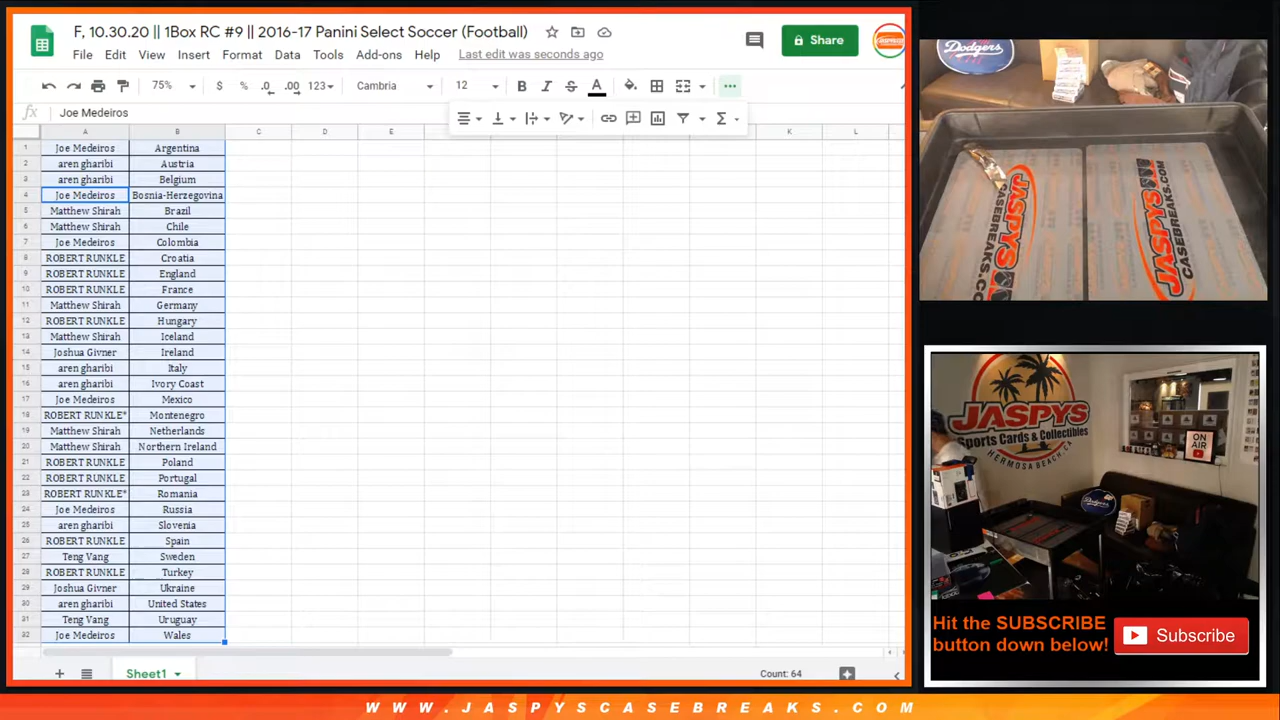 F, 10.30.20 || 1Box RC #9 || 2016-17 Panini Select Soccer (Football)
File Edit View Insert Format Data Tools Add-ons Help Last edit was seconds ago
Share
75% $ % .0 .00 123 Cambria 12 B I S A
fx Joe Medeiros
A B C D E K L
1 Joe Medeiros Argentina
2 aren gharibi Austria
3 aren gharibi Belgium
4 Joe Medeiros Bosnia-Herzegovina
5 Matthew Shirah Brazil
6 Matthew Shirah Chile
7 Joe Medeiros Colombia
8 ROBERT RUNKLE Croatia
9 ROBERT RUNKLE England
10 ROBERT RUNKLE France
11 Matthew Shirah Germany
12 ROBERT RUNKLE Hungary
13 Matthew Shirah Iceland
14 Joshua Givner Ireland
15 aren gharibi Italy
16 aren gharibi Ivory Coast
17 Joe Medeiros Mexico
18 ROBERT RUNKLE* Montenegro
19 Matthew Shirah Netherlands
20 Matthew Shirah Northern Ireland
21 ROBERT RUNKLE Poland
22 ROBERT RUNKLE Portugal
23 ROBERT RUNKLE* Romania
24 Joe Medeiros Russia
25 aren gharibi Slovenia
26 ROBERT RUNKLE Spain
27 Teng Vang Sweden
28 ROBERT RUNKLE Turkey
29 Joshua Givner Ukraine
30 aren gharibi United States
31 Teng Vang Uruguay
32 Joe Medeiros Wales
Sheet1
Count: 64
Dodgers
JASPYS
CASEBREAKS.CO
JASPYS
CASEBREAKS.COM
JASPYS
Sports Cards & Collectibles
HERMOSA BEACH, CA
ON
AIR
Dodgers
Hit the SUBSCRIBE
button down below!
Subscribe
WWW.JASPYSCASEBREAKS.COM